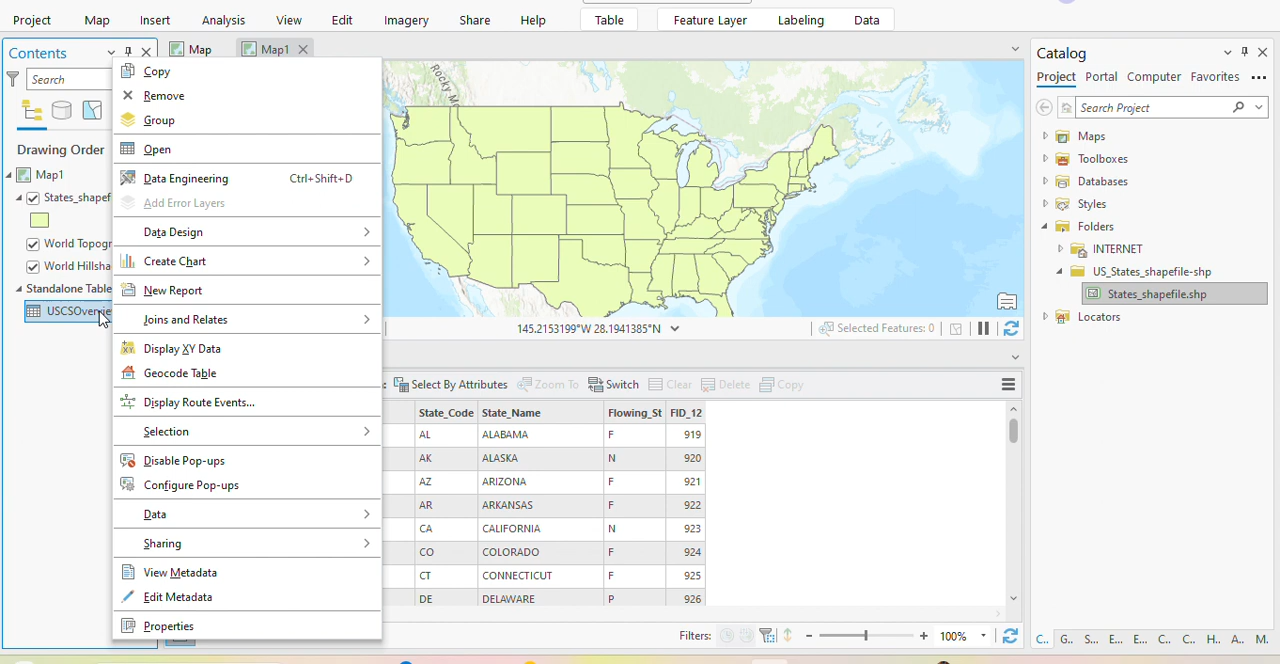 Project Map Insert Analysis View Edit Imagery Share Help Table Feature Layer Labeling Data
Contents
Search
Drawing Order
Map1
States_shapef
World Topogr
World Hillsha
Standalone Table
USCSOvervie
Copy
Remove
Group
Open
Data Engineering Ctrl+Shift+D
Add Error Layers
Data Design
Create Chart
New Report
Joins and Relates
Display XY Data
Geocode Table
Display Route Events...
Selection
Disable Pop-ups
Configure Pop-ups
Data
Sharing
View Metadata
Edit Metadata
Properties
Map Map1
Rocky M
145.2153199°W 28.1941385°N Selected Features: 0
Select By Attributes Zoom To Switch Clear Delete Copy
State_Code State_Name Flowing_St FID_12
AL ALABAMA F 919
AK ALASKA N 920
AZ ARIZONA F 921
AR ARKANSAS F 922
CA CALIFORNIA N 923
CO COLORADO F 924
CT CONNECTICUT F 925
DE DELAWARE P 926
Filters: 100%
Catalog
Project Portal Computer Favorites
Search Project
Maps
Toolboxes
Databases
Styles
Folders
INTERNET
US_States_shapefile-shp
States_shapefile.shp
Locators
C.. G.. S... E... E... C.. C.. H.. A.. M.